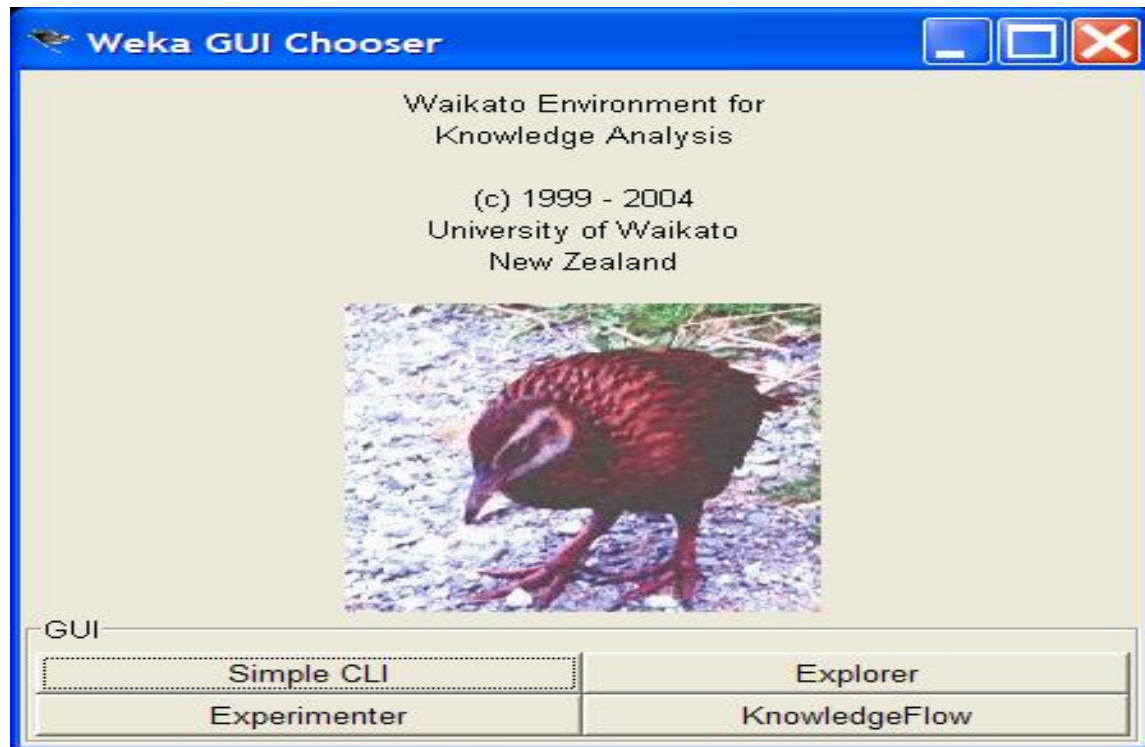 Weka GUI Chooser
Waikato Environment for
Knowledge Analysis
(c) 1999 - 2004
University of Waikato
New Zealand
GUI
Simple CLI
Explorer
Experimenter
KnowledgeFlow